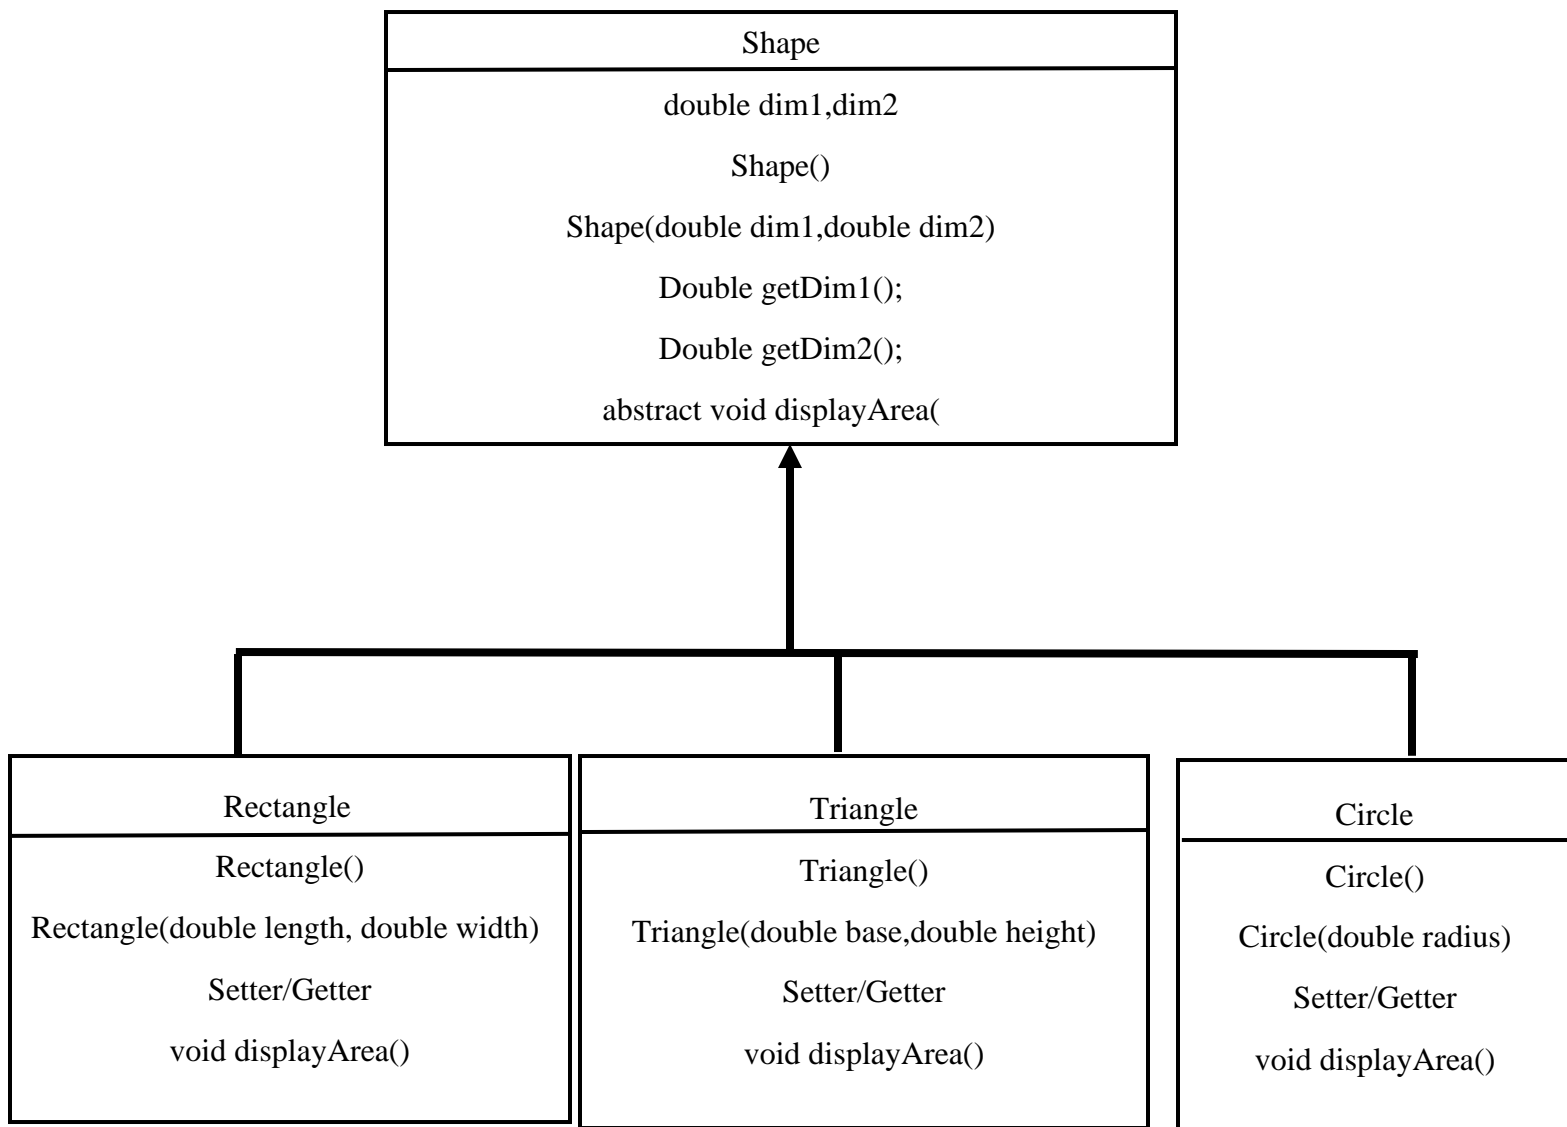 Shape
double dim1,dim2
Shape()
Shape(double dim1,double dim2)
Double getDim1();
Double getDim2();
abstract void displayArea(
Rectangle
Rectangle()
Rectangle(double length, double width)
Setter/Getter
void displayArea()
Triangle
Triangle()
Triangle(double base,double height)
Setter/Getter
void displayArea()
Circle
Circle()
Circle(double radius)
Setter/Getter
void displayArea()